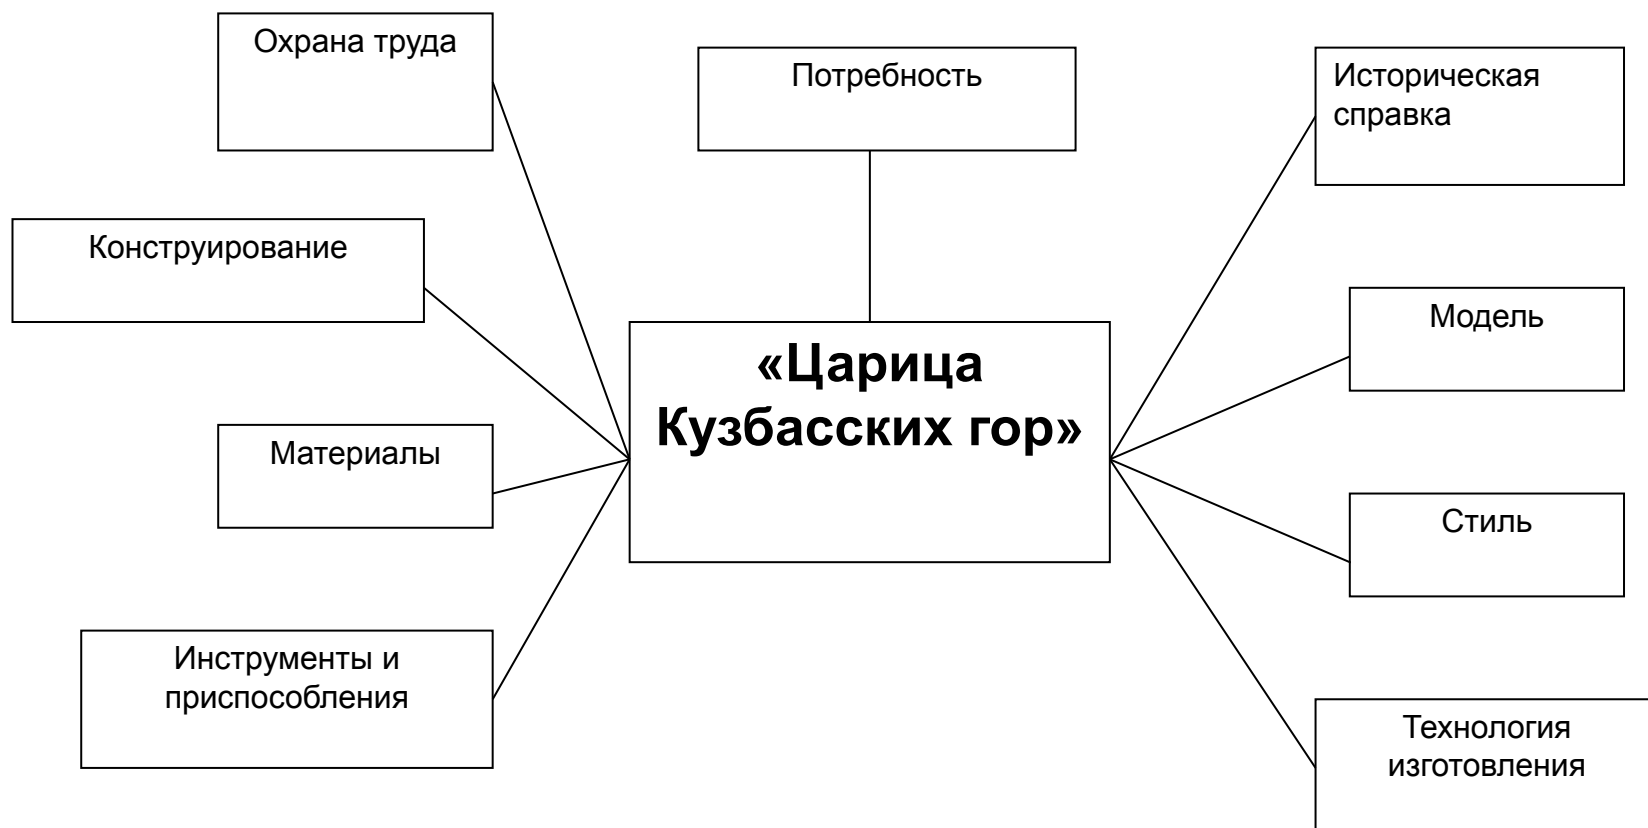 Охрана труда
Потребность
Историческая
справка
Конструирование
Модель
«Царица
Кузбасских гор»
Материалы
Стиль
Инструменты и
приспособления
Технология
изготовления